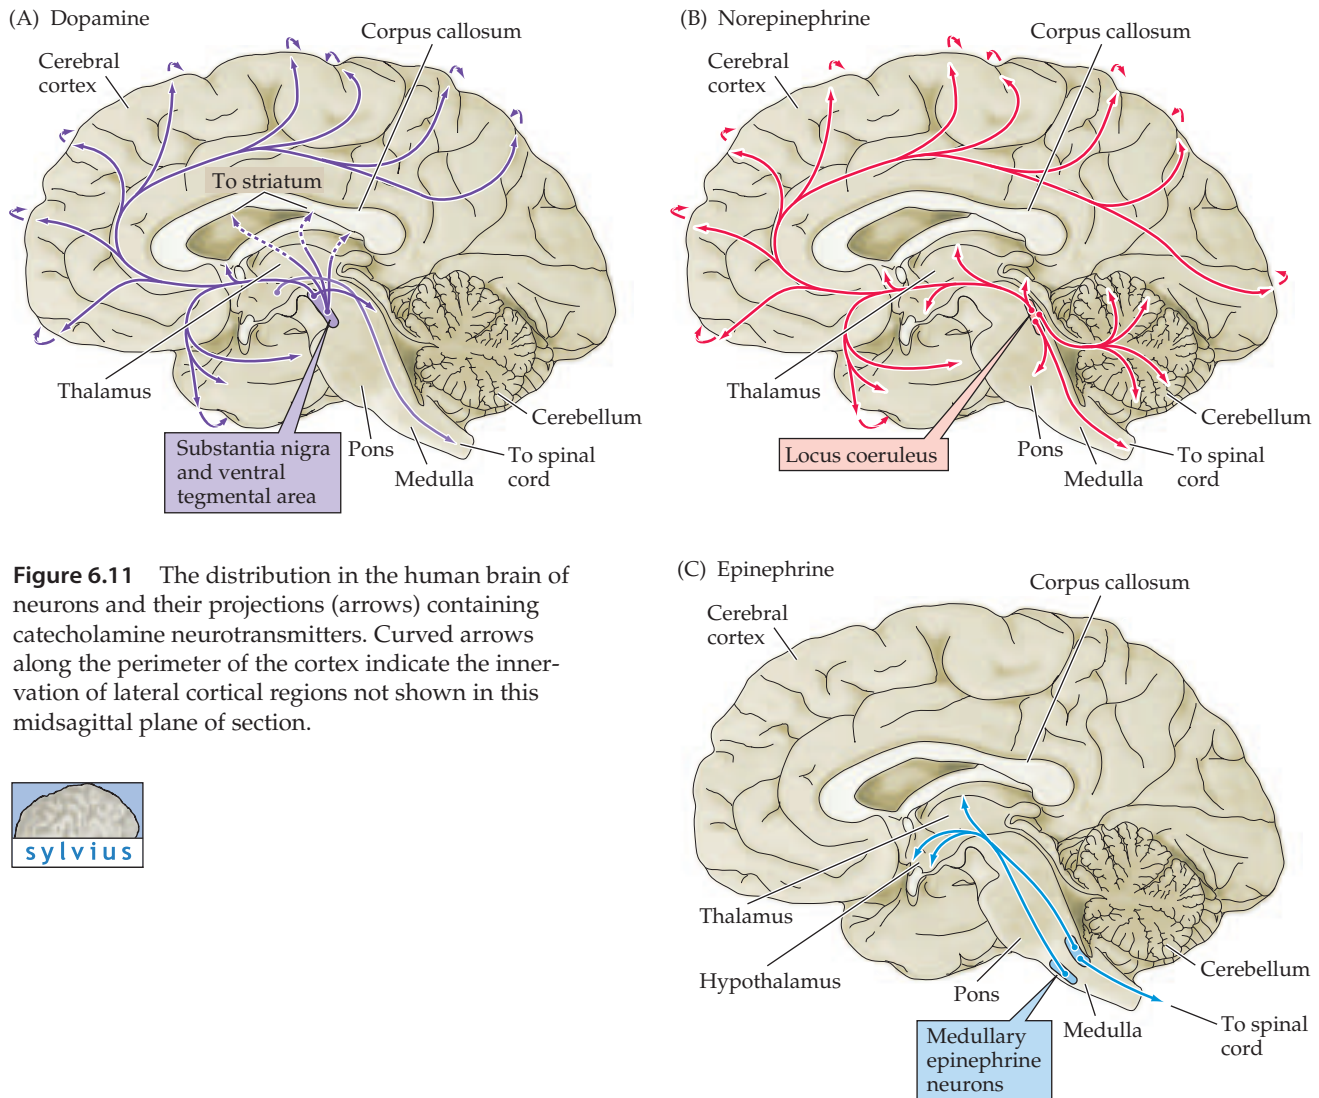 (A) Dopamine
Corpus callosum
Cerebral
cortex
To striatum
Thalamus
Substantia nigra
and ventral
tegmental area
Pons
Medulla
Cerebellum
To spinal
cord
(B) Norepinephrine
Corpus callosum
Cerebral
cortex
Thalamus
Locus coeruleus
Pons
Medulla
Cerebellum
To spinal
cord
Figure 6.11 The distribution in the human brain of
neurons and their projections (arrows) containing
catecholamine neurotransmitters. Curved arrows
along the perimeter of the cortex indicate the inner-
vation of lateral cortical regions not shown in this
midsagittal plane of section.
sylvius
(C) Epinephrine
Corpus callosum
Cerebral
cortex
Thalamus
Hypothalamus
Pons
Medullary
epinephrine
neurons
Medulla
Cerebellum
To spinal
cord